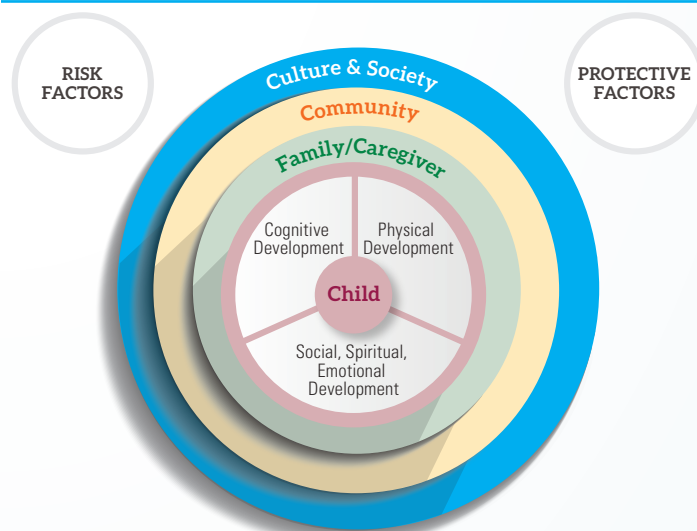 RISK
FACTORS
PROTECTIVE
FACTORS
Culture & Society
Community
Family/Caregiver
Cognitive
Development
Physical
Development
Child
Social, Spiritual,
Emotional
Development